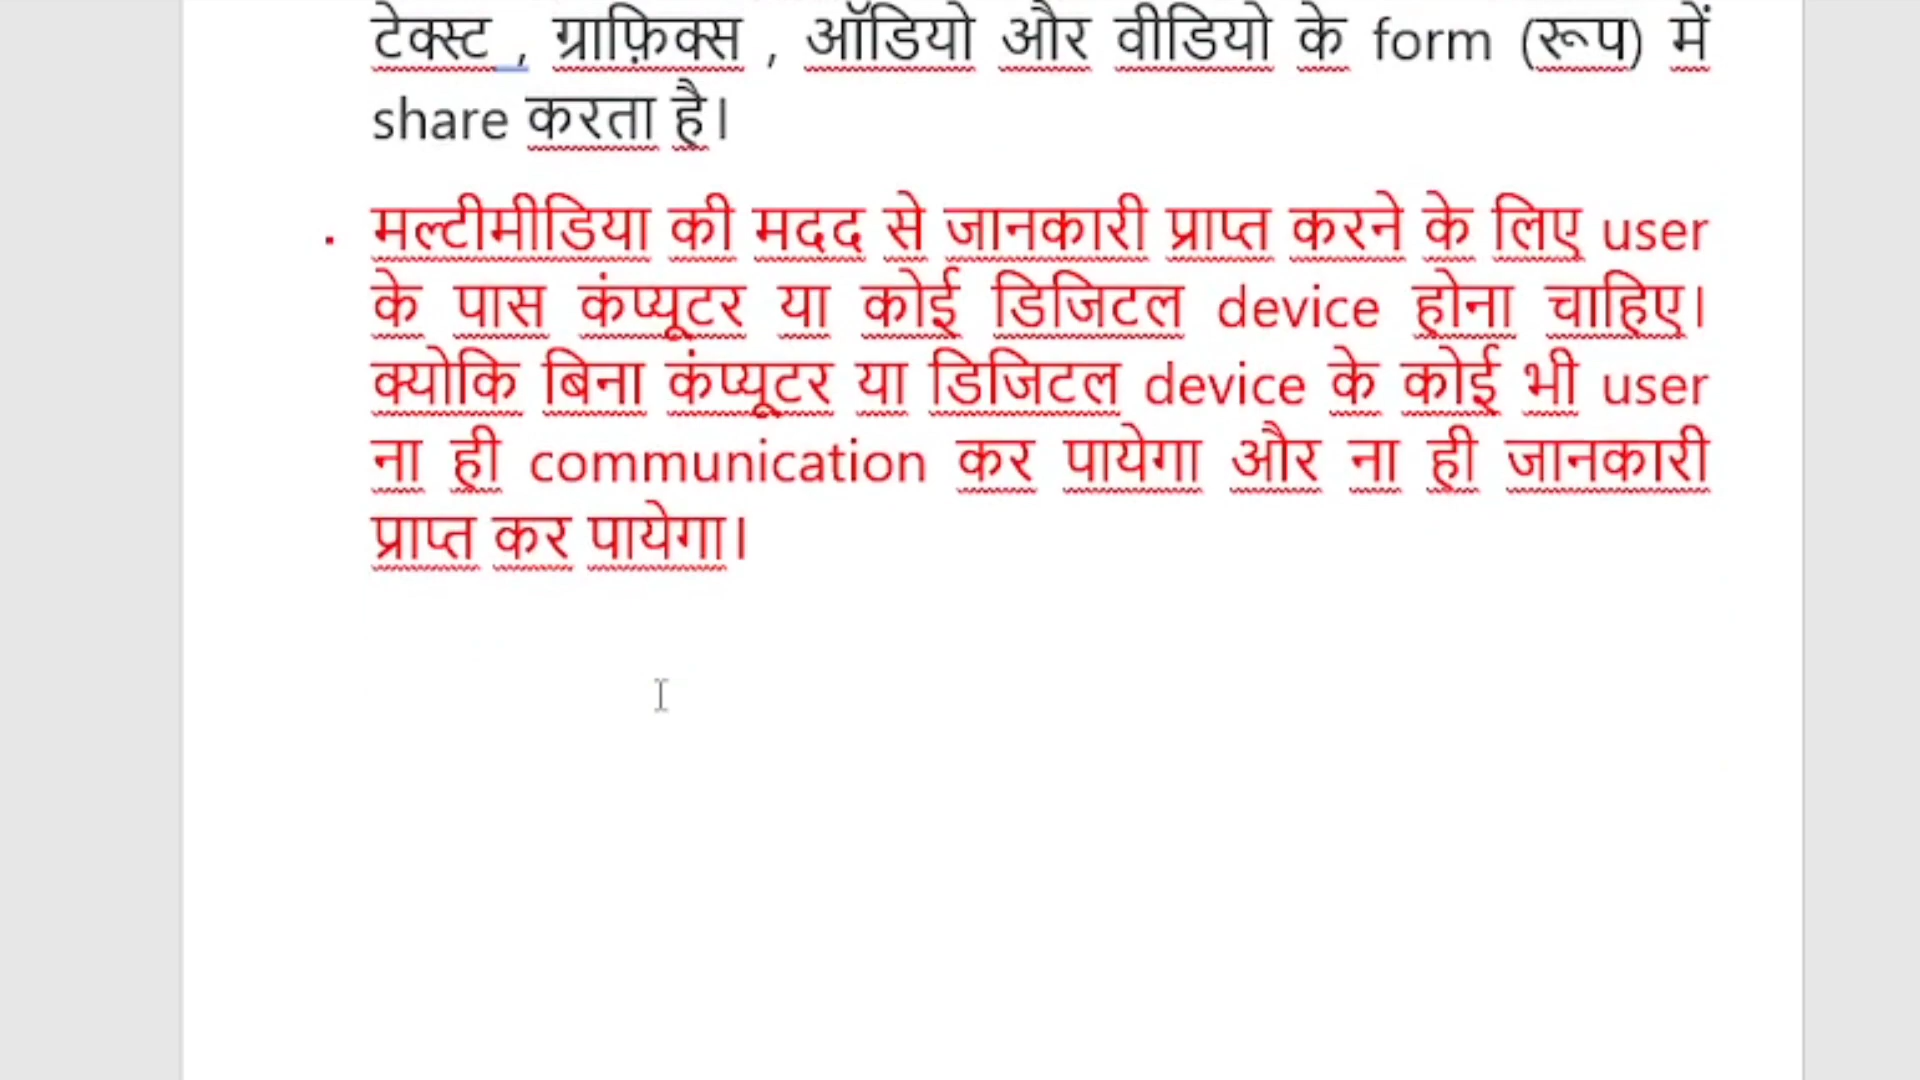 टेक्स्ट , ग्राफ़िक्स , ऑडियो और वीडियो के form (रूप) में
share करता है।
• मल्टीमीडिया की मदद से जानकारी प्राप्त करने के लिए user
के पास कंप्यूटर या कोई डिजिटल device होना चाहिए।
क्योकि बिना कंप्यूटर या डिजिटल device के कोई भी user
ना ही communication कर पायेगा और ना ही जानकारी
प्राप्त कर पायेगा।